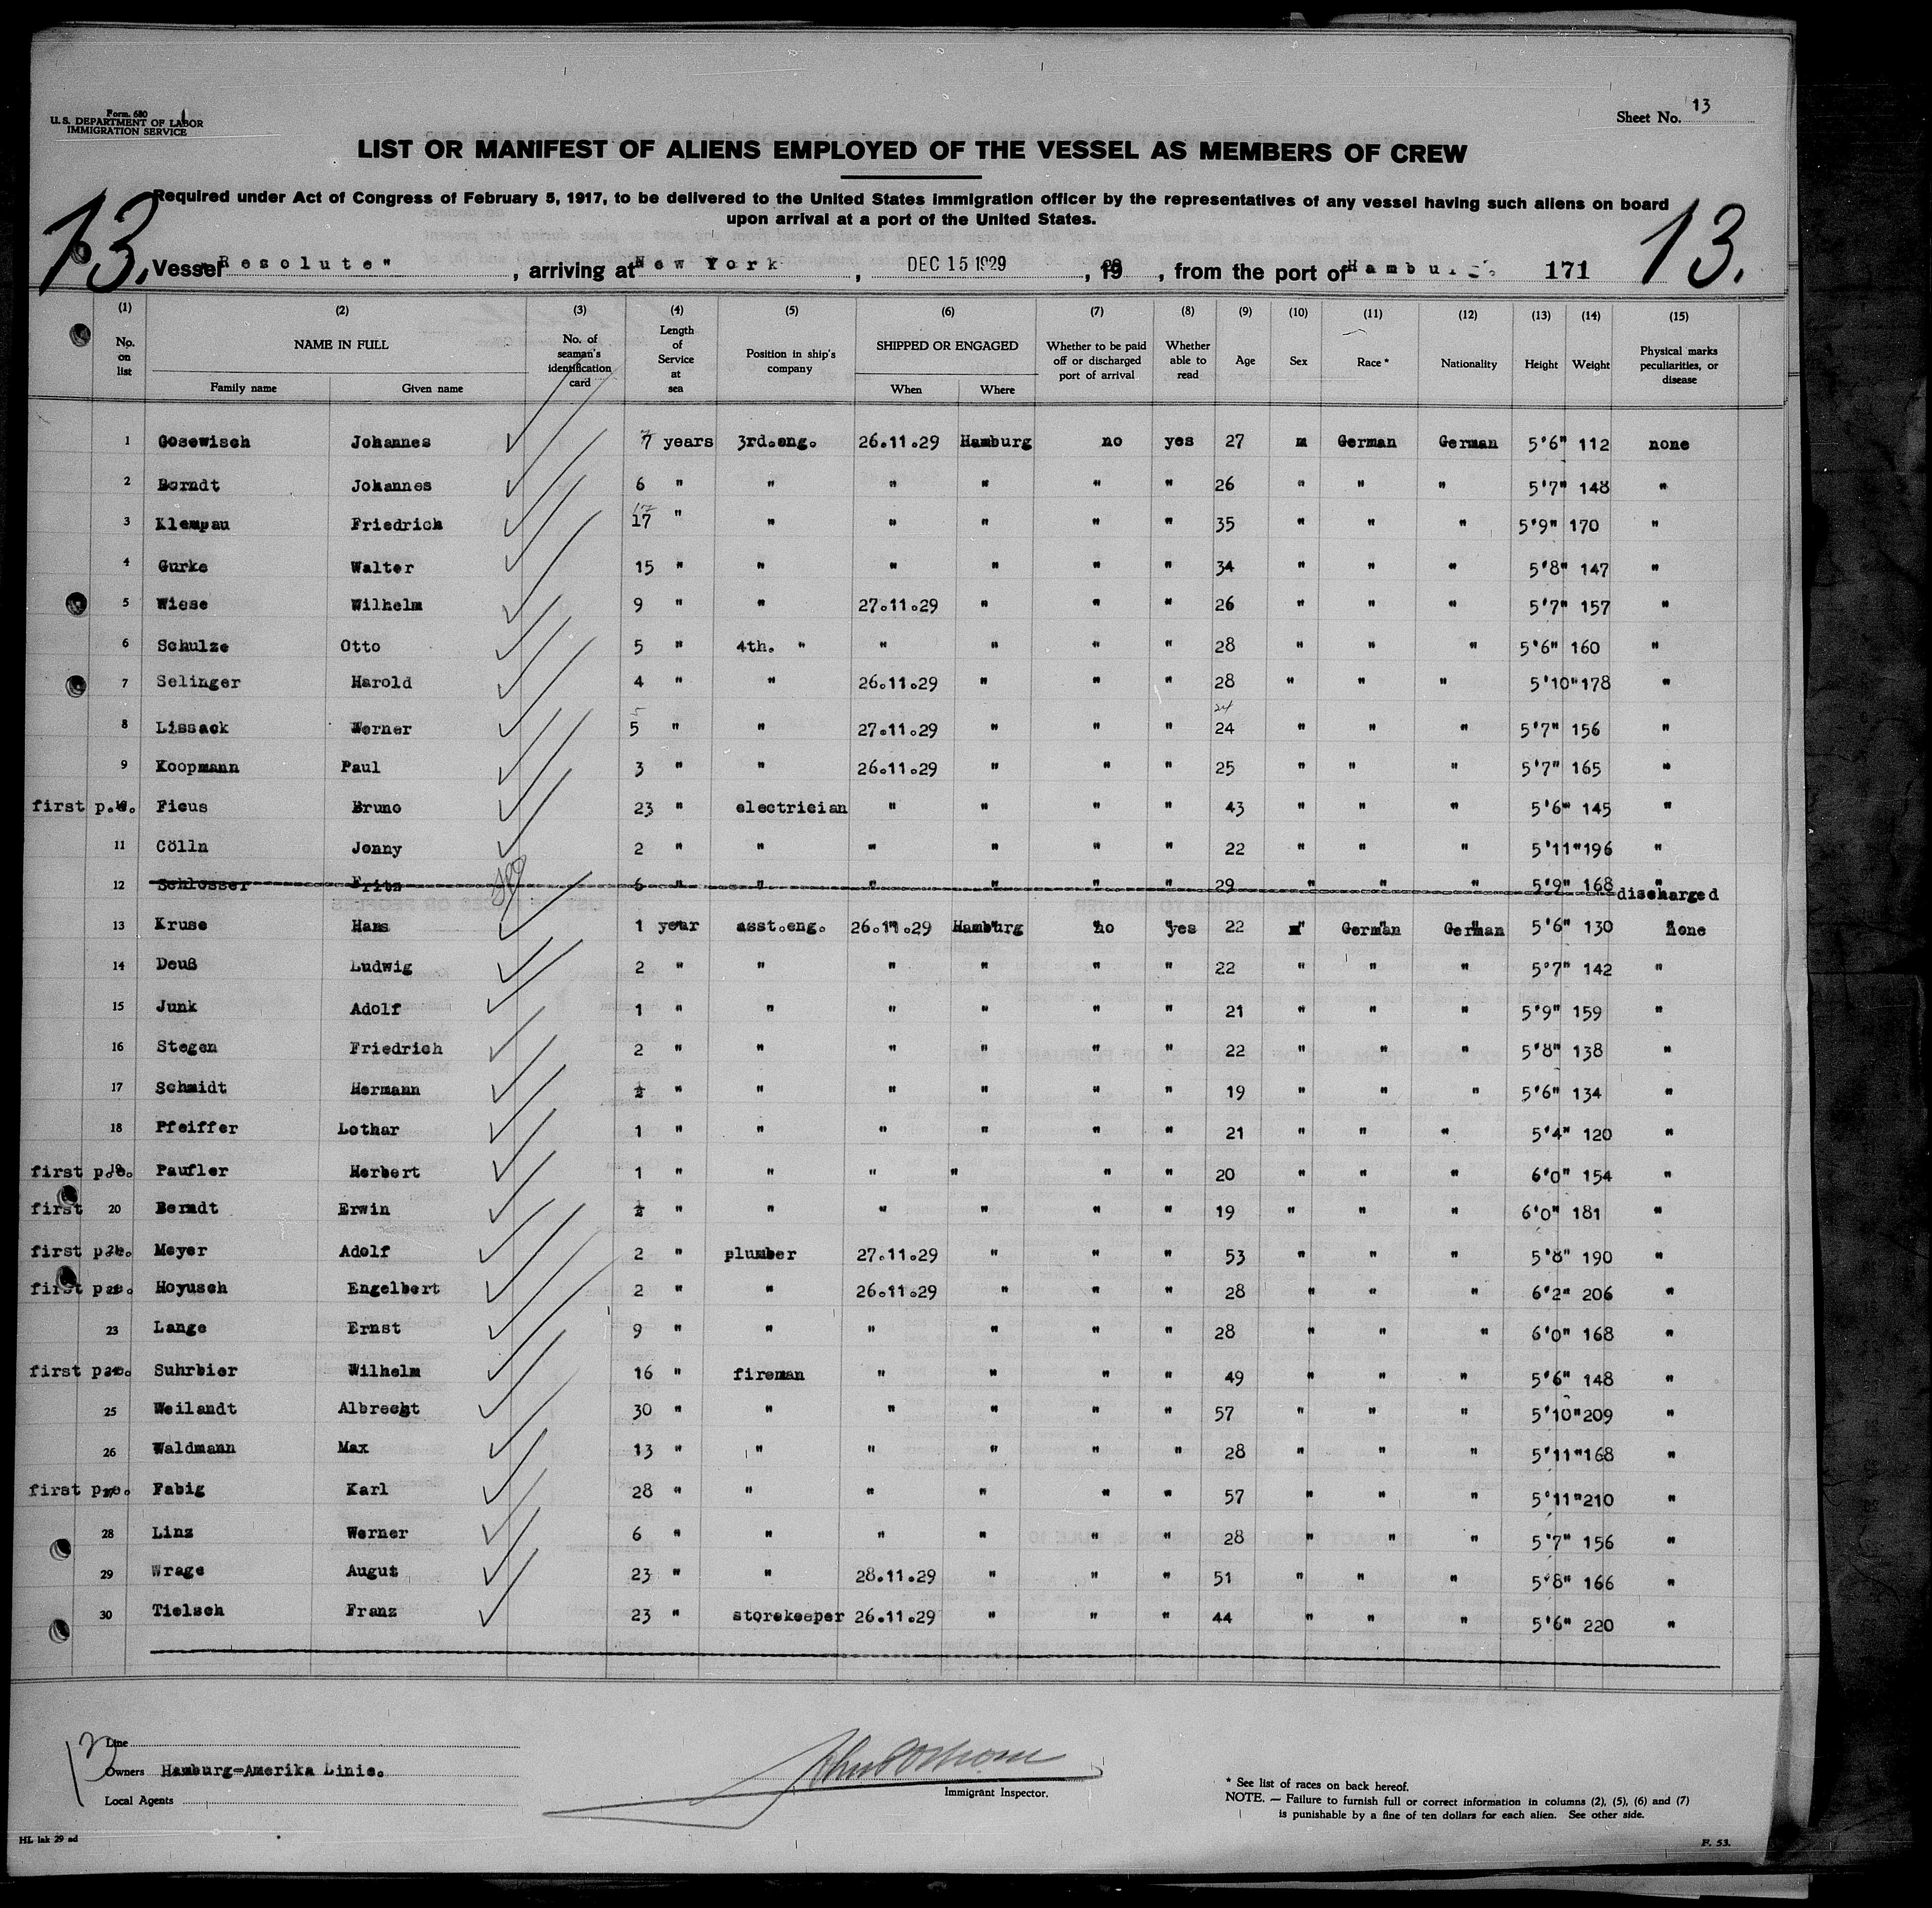 Form 680
U. S. DEPARTMENT OF LABOR
IMMIGRATION SERVICE
Sheet No. 13
LIST OR MANIFEST OF ALIENS EMPLOYED OF THE VESSEL AS MEMBERS OF CREW
Required under Act of Congress of February 5, 1917, to be delivered to the United States immigration officer by the representatives of any vessel having such aliens on board
upon arrival at a port of the United States.
13. 13.
Vessel "Resolute", arriving at New York, DEC 15 1929, 1929, from the port of Hamburg 171
(1) (2) (3) (4) (5) (6) (7) (8) (9) (10) (11) (12) (13) (14) (15)
No. on list NAME IN FULL Family name Given name No. of seaman's identification card Length of Service at sea Position in ship's company SHIPPED OR ENGAGED When Where Whether to be paid off or discharged port of arrival Whether able to read Age Sex Race* Nationality Height Weight Physical marks peculiarities, or disease
1 Gosewisch Johannes 7 years 3rd.eng. 26.11.29 Hamburg no yes 27 m German German 5'6" 112 none
2 Berndt Johannes 6 " " " " " " 26 " " " 5'7" 148 "
3 Klempau Friedrich 17 " " " " " " 35 " " " 5'9" 170 "
4 Gurke Walter 15 " " " " " " 34 " " " 5'8" 147 "
5 Wiese Wilhelm 9 " " 27.11.29 " " " 26 " " " 5'7" 157 "
6 Schulze Otto 5 " 4th. " " " " " 28 " " " 5'6" 160 "
7 Selinger Harold 4 " " 26.11.29 " " " 28 " " " 5'10" 178 "
8 Lissack Werner 5 " " 27.11.29 " " " 24 " " " 5'7" 156 "
9 Koopmann Paul 3 " " 26.11.29 " " " 25 " " " 5'7" 165 "
first p.e. 10 Ficus Bruno 23 " electrician " " " " 43 " " " 5'6" 145 "
11 Cölln Jonny 2 " " " " " " 22 " " " 5'11" 196 "
12 Schlosser Fritz 6 " " " " " " 29 " " " 5'9" 168 " discharged
13 Kruse Hans 1 year asst.eng. 26.11.29 Hamburg no yes 22 m German German 5'6" 130 none
14 Deuß Ludwig 2 " " " " " " 22 " " " 5'7" 142 "
15 Junk Adolf 1 " " " " " " 21 " " " 5'9" 159 "
16 Stegen Friedrich 2 " " " " " " 22 " " " 5'8" 138 "
17 Schmidt Hermann ½ " " " " " " 19 " " " 5'6" 134 "
18 Pfeiffer Lothar 1 " " " " " " 21 " " " 5'4" 120 "
first p.e. 19 Paufler Herbert 1 " " " " " " 20 " " " 6'0" 154 "
first 20 Berndt Erwin ½ " " " " " " 19 " " " 6'0" 181 "
first p.e. 21 Meyer Adolf 2 " plumber 27.11.29 " " " 53 " " " 5'8" 190 "
first p.e. 22 Hoyusch Engelbert 2 " " 26.11.29 " " " 28 " " " 6'2" 206 "
23 Lange Ernst 9 " " " " " " 28 " " " 6'0" 168 "
first p.e. 24 Suhrbier Wilhelm 16 " fireman " " " " 49 " " " 5'6" 148 "
25 Weilandt Albrecht 30 " " " " " " 57 " " " 5'10" 209 "
26 Waldmann Max 13 " " " " " " 28 " " " 5'11" 168 "
first p.e. 27 Fabig Karl 28 " " " " " " 57 " " " 5'11" 210 "
28 Linz Werner 6 " " " " " " 28 " " " 5'7" 156 "
29 Wrage August 23 " " 28.11.29 " " " 51 " " " 5'8" 166 "
30 Tielsch Franz 23 " storekeeper 26.11.29 " " " 44 " " " 5'6" 220 "
Line
Owners Hamburg=Amerika Linie.
Local Agents
Immigrant Inspector.
* See list of races on back hereof.
NOTE. — Failure to furnish full or correct information in columns (2), (5), (6) and (7)
is punishable by a fine of ten dollars for each alien. See other side.
HL lak 29 ad
F. 53.